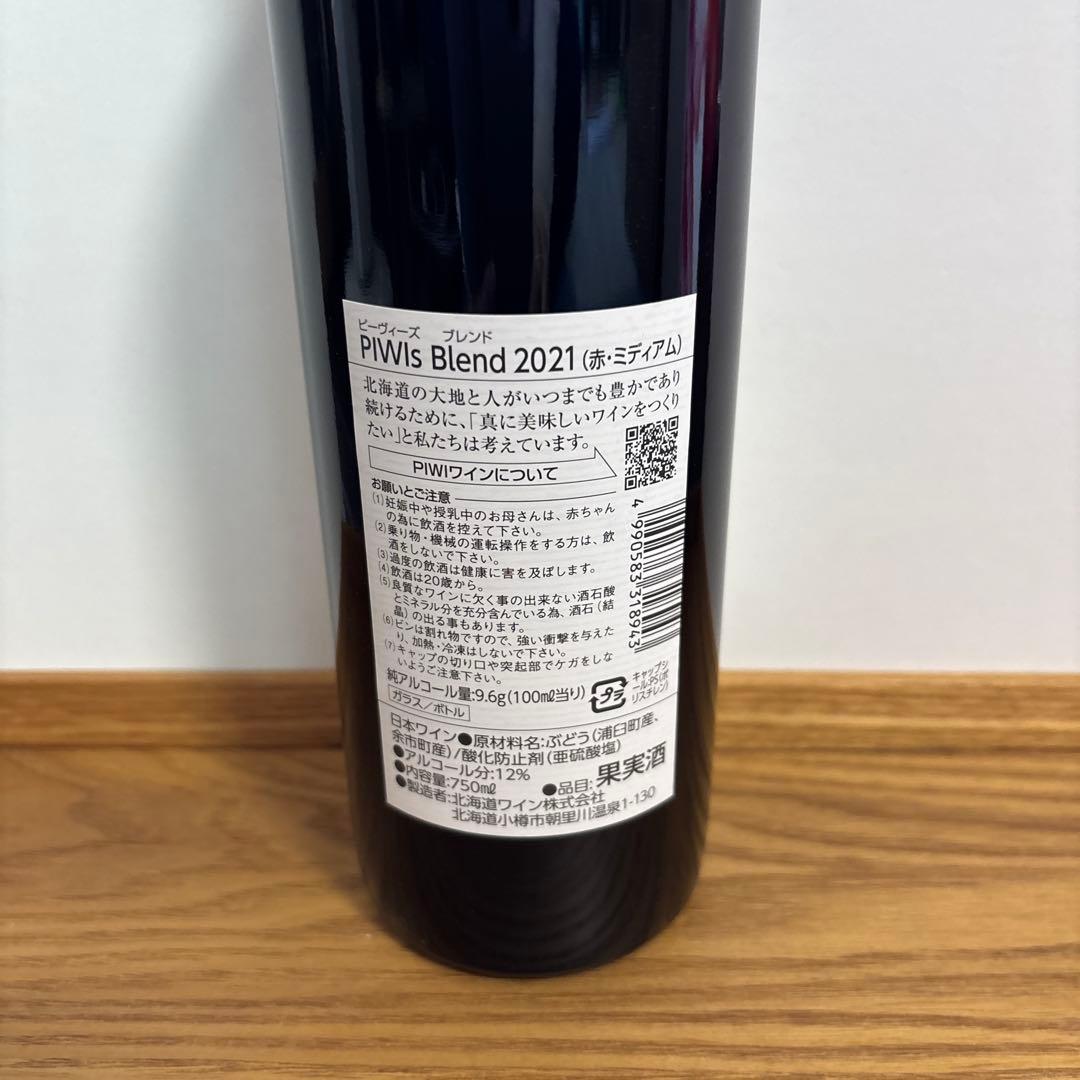 ピーヴィーズ ブレンド
PIWIs Blend 2021(赤・ミディアム)
北海道の大地と人がいつまでも豊かであり
続けるために、「真に美味しいワインをつくり
たい」と私たちは考えています。
PIWIワインについて
お願いとご注意
(1)妊娠中や授乳中のお母さんは、赤ちゃん
の為に飲酒を控えて下さい。
(2)乗り物・機械の運転操作をする方は、飲
酒をしないで下さい。
(3)過度の飲酒は健康に害を及ぼします。
(4)飲酒は20歳から。
(5)良質なワインに欠く事の出来ない酒石酸
とミネラル分を充分含んでいる為、酒石(結
晶)の出る事もあります。
(6)ビンは割れ物ですので、強い衝撃を与えた
り、加熱・冷凍はしないで下さい。
(7)キャップの切り口や突起部でケガをしな
いようご注意下さい。
4 990583 318943
純アルコール量:9.6g(100mℓ当り)
プラ
キャップシ
ール:PS(ポ
リスチレン)
ガラス/ボトル
日本ワイン●原材料名:ぶどう(浦臼町産、
余市町産)/酸化防止剤(亜硫酸塩)
●アルコール分:12%
●内容量:750mℓ ●品目:果実酒
●製造者:北海道ワイン株式会社
北海道小樽市朝里川温泉1-130